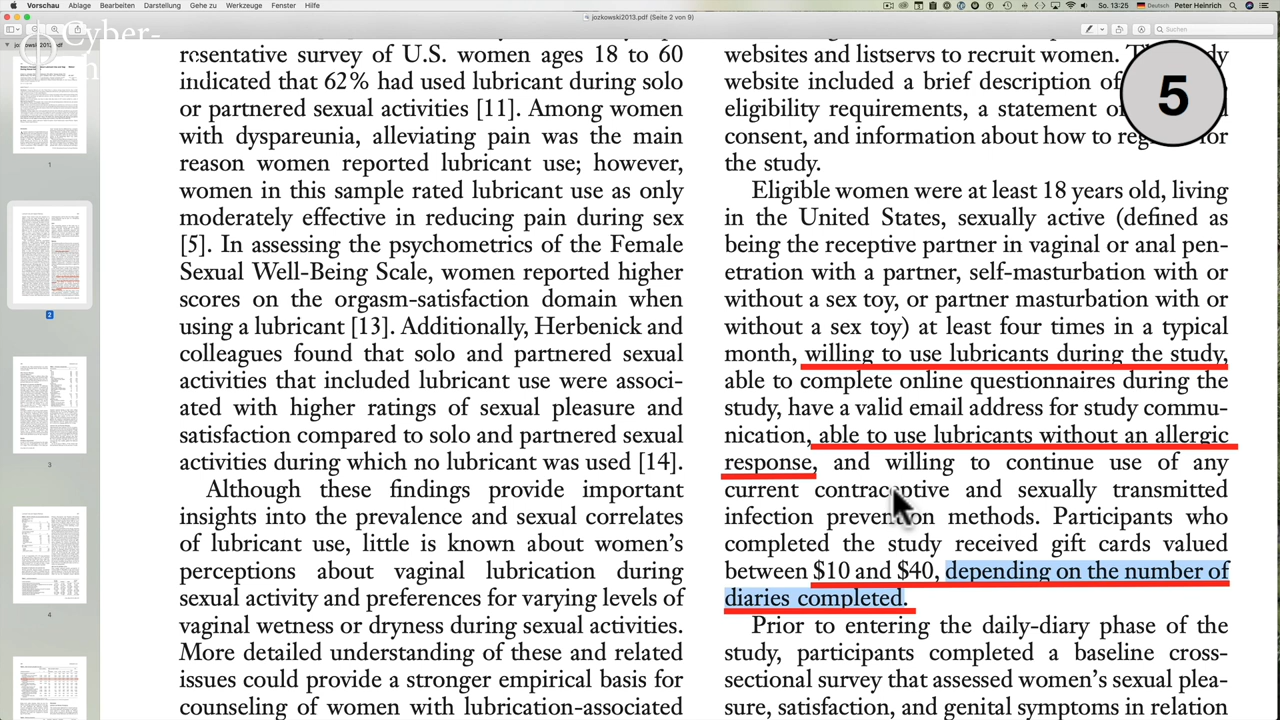 Vorschau Ablage Bearbeiten Darstellung Gehe zu Werkzeuge Fenster Hilfe
Deutsch So. 13:25 Peter Heinrich
jozkowski2013.pdf (Seite 2 von 9)
Suchen
Cyber-
1
2
3
4
5
resentative survey of U.S. women aged 18 60
indicated that 62% had used lubricants during solo
or partnered sexual activities [11]. Among women
with dyspareunia, alleviating pain is the main
reason women reported lubricant use; however,
women in this sample rated lubricant use as only
moderately effective in reducing pain during sex
[5]. In assessing the psychometrics of the Female
Sexual Well-Being Scale, women reported higher
scores on the orgasm-satisfaction domain when
using a lubricant [13]. Additionally, Herbenick and
colleagues found that solo and partnered sexual
activities that included lubricant use were associ-
ated with higher ratings of sexual pleasure and
satisfaction compared to solo or partnered sexual
activities during which no lubricant was used [14].
Although these findings provide important
insights into the prevalence and sexual correlates
of lubricant use, little is known about women's
perceptions about vaginal lubrication during
sexual activity and preferences for varying levels of
vaginal wetness or dryness during sexual activities.
More detailed understanding of these and related
issues could provide a stronger empirical basis for
counseling women with lubricant-associated
tisements and listservs to recruit women.
were included a brief description of
eligibility requirements, a statement of
and information about how to register for
the study.
Eligible women were at least 18 years old, living
in the United States, sexually active (defined as
being the receptive partner in vaginal or anal pen-
etration with a partner, self-masturbation with or
without a sex toy, or partner masturbation with or
without a sex toy) at least four times in a typical
month, willing to use lubricants during the study,
able to complete online questionnaires during the
study, have a valid email address for study commu-
nication, able to use lubricants without an allergic
response, and willing to continue use of any
current contraceptive and sexually transmitted
infection prevention methods. Participants who
completed the study received gift cards valued
between $10 and $40 depending on the number of
diaries completed.
Prior to entering the daily-diary phase of the
study, participants completed a baseline cross-
sectional survey that assessed women's sexual plea-
sure, satisfaction, and genital symptoms in relation